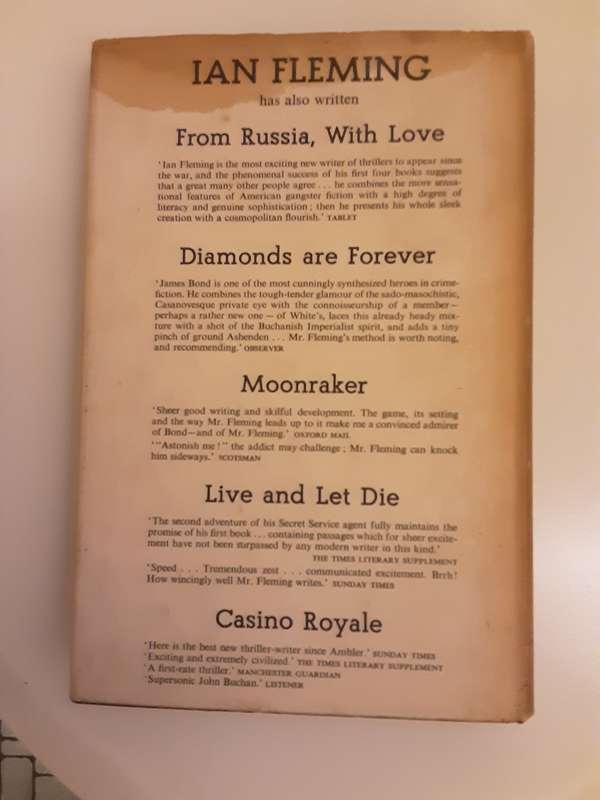 IAN FLEMING
has also written
From Russia, With Love
'Ian Fleming is the most exciting new writer of thrillers to appear since
the war, and the phenomenal success of his first four books suggests
that a great many other people agree . . . he combines the more sensa-
tional features of American gangster fiction with a high degree of
literacy and genuine sophistication ; then he presents his whole sleek
creation with a cosmopolitan flourish.' TABLET
Diamonds are Forever
'James Bond is one of the most cunningly synthesized heroes in crime-
fiction. He combines the tough-tender glamour of the sado-masochistic,
Casanovesque private eye with the connoisseurship of a member —
perhaps a rather new one — of White's, laces this already heady mix-
ture with a shot of the Buchanish Imperialist spirit, and adds a tiny
pinch of ground Ashenden . . . Mr. Fleming's method is worth noting,
and recommending.' OBSERVER
Moonraker
'Sheer good writing and skilful development. The game, its setting
and the way Mr. Fleming leads up to it make me a convinced admirer
of Bond—and of Mr. Fleming.' OXFORD MAIL
'"Astonish me !" the addict may challenge ; Mr. Fleming can knock
him sideways.' SCOTSMAN
Live and Let Die
'The second adventure of his Secret Service agent fully maintains the
promise of his first book . . . containing passages which for sheer excite-
ment have not been surpassed by any modern writer in this kind.'
THE TIMES LITERARY SUPPLEMENT
'Speed . . . Tremendous zest . . . communicated excitement. Brrh!
How wincingly well Mr. Fleming writes.' SUNDAY TIMES
Casino Royale
'Here is the best new thriller-writer since Ambler.' SUNDAY TIMES
'Exciting and extremely civilized.' THE TIMES LITERARY SUPPLEMENT
'A first-rate thriller.' MANCHESTER GUARDIAN
'Supersonic John Buchan.' LISTENER